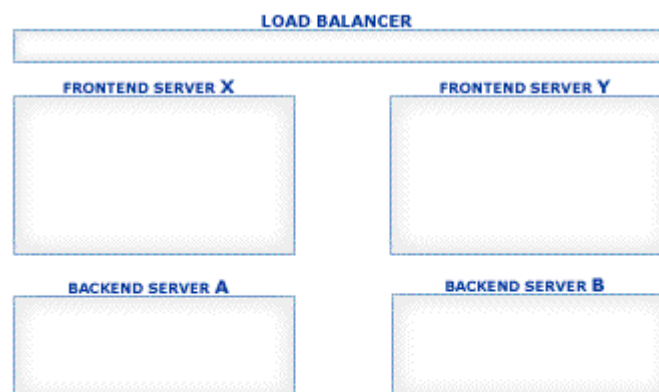 LOAD BALANCER
FRONTEND SERVER X
FRONTEND SERVER Y
BACKEND SERVER A
BACKEND SERVER B